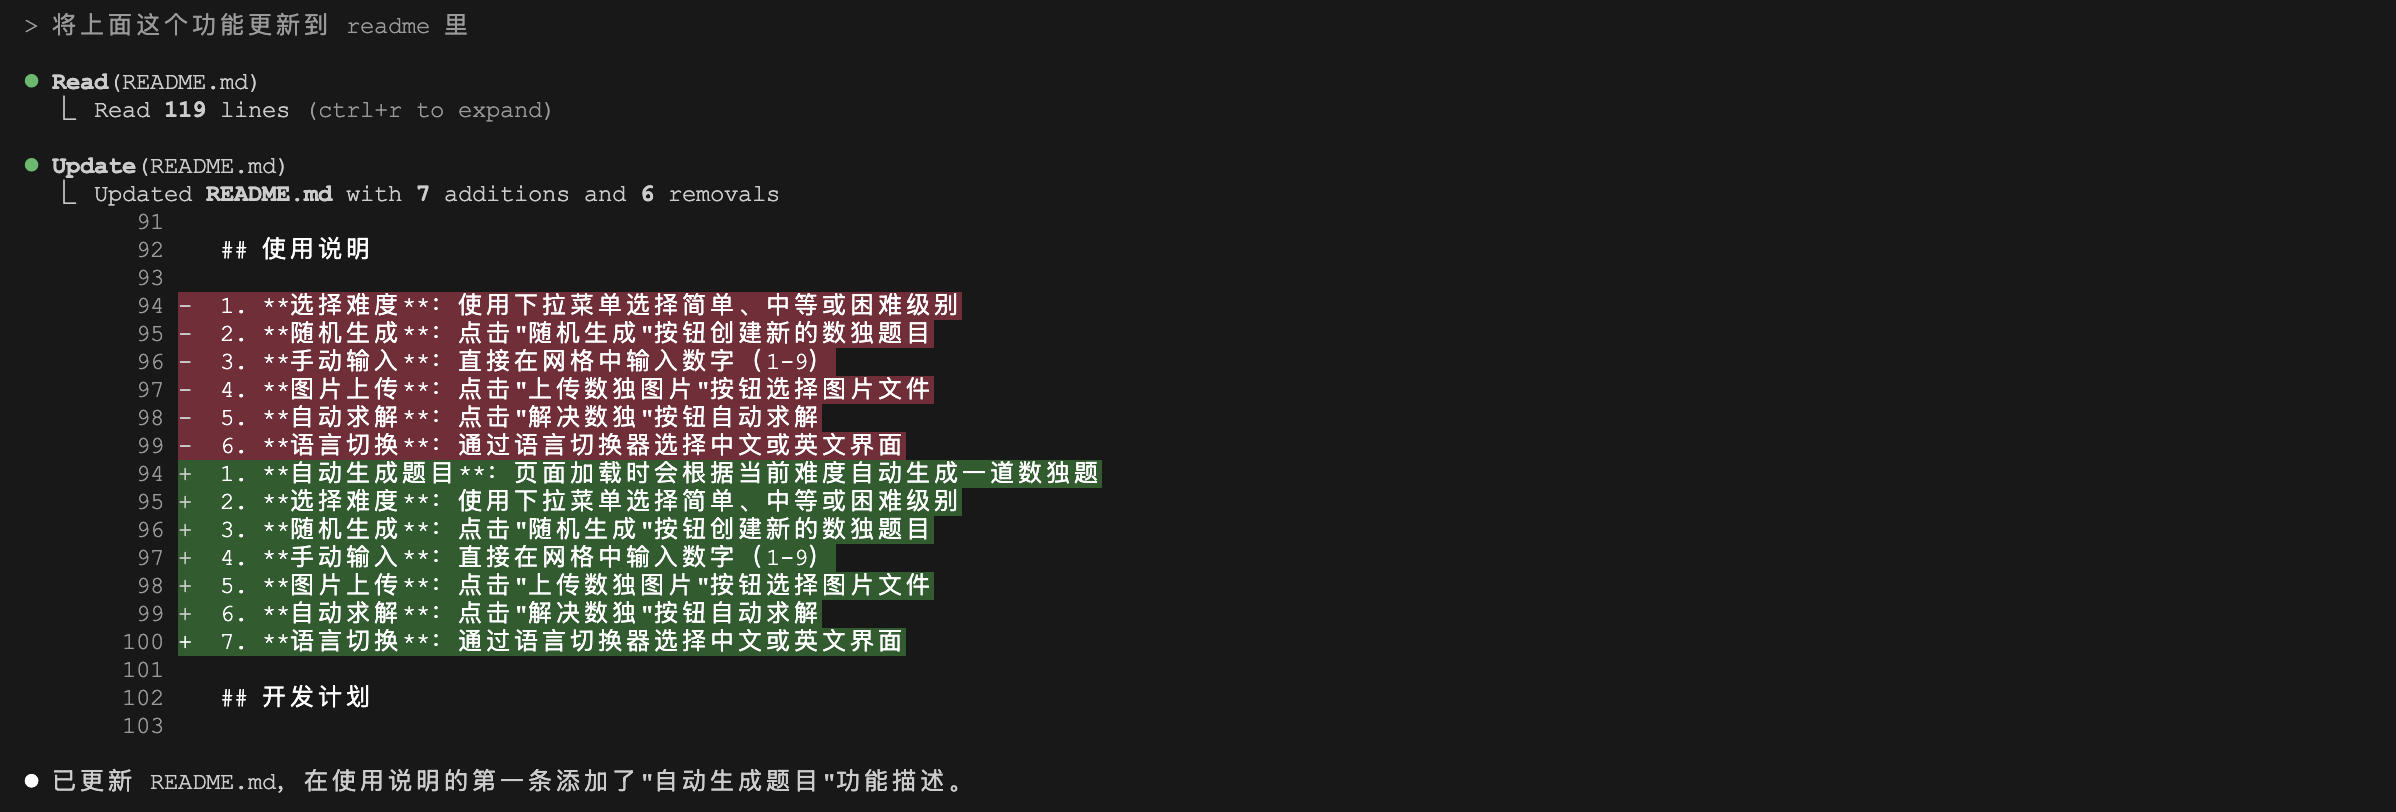 > 将上面这个功能更新到 readme 里
● Read(README.md)
⎿ Read 119 lines (ctrl+r to expand)
● Update(README.md)
⎿ Updated README.md with 7 additions and 6 removals
91
92 ## 使用说明
93
94 - 1. **选择难度**: 使用下拉菜单选择简单、中等或困难级别
95 - 2. **随机生成**: 点击"随机生成"按钮创建新的数独题目
96 - 3. **手动输入**: 直接在网格中输入数字（1-9）
97 - 4. **图片上传**: 点击"上传数独图片"按钮选择图片文件
98 - 5. **自动求解**: 点击"解决数独"按钮自动求解
99 - 6. **语言切换**: 通过语言切换器选择中文或英文界面
94 + 1. **自动生成题目**: 页面加载时会根据当前难度自动生成一道数独题
95 + 2. **选择难度**: 使用下拉菜单选择简单、中等或困难级别
96 + 3. **随机生成**: 点击"随机生成"按钮创建新的数独题目
97 + 4. **手动输入**: 直接在网格中输入数字（1-9）
98 + 5. **图片上传**: 点击"上传数独图片"按钮选择图片文件
99 + 6. **自动求解**: 点击"解决数独"按钮自动求解
100 + 7. **语言切换**: 通过语言切换器选择中文或英文界面
101
102 ## 开发计划
103
● 已更新 README.md, 在使用说明的第一条添加了"自动生成题目"功能描述。